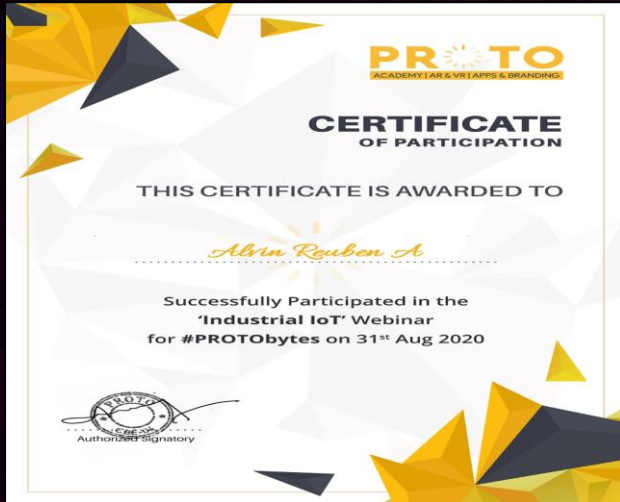 PROTO
ACADEMY | AR & VR | APPS & BRANDING
CERTIFICATE
OF PARTICIPATION
THIS CERTIFICATE IS AWARDED TO
Alvin Reuben A
Successfully Participated in the
‘Industrial IoT’ Webinar
for #PROTObytes on 31st Aug 2020
PROTO
Authorized Signatory